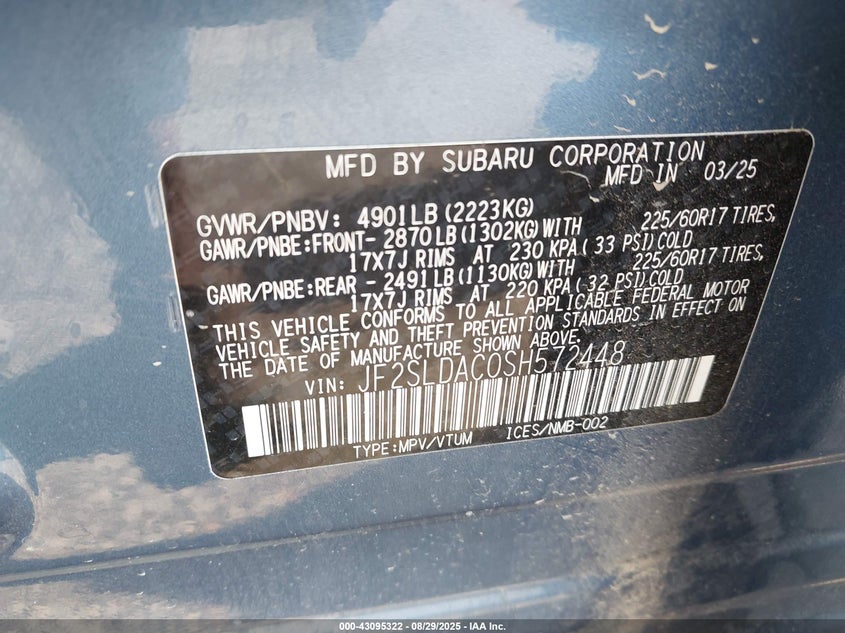 MFD BY SUBARU CORPORATION
MFD IN 03/25
GVWR/PNBV: 4901LB(2223KG)
GAWR/PNBE:FRONT- 2870LB(1302KG)WITH 225/60R17 TIRES,
17X7J RIMS AT 230 KPA(33 PSI)COLD
GAWR/PNBE:REAR - 2491LB(1130KG)WITH 225/60R17 TIRES,
17X7J RIMS AT 220 KPA(32 PSI)COLD
THIS VEHICLE CONFORMS TO ALL APPLICABLE FEDERAL MOTOR
VEHICLE SAFETY AND THEFT PREVENTION STANDARDS IN EFFECT ON
THE DATE OF MANUFACTURE SHOWN ABOVE.
VIN: JF2SLDAC0SH572448
TYPE:MPV/VTUM ICES/NMB-002
000-43095322 - 08/29/2025 - IAA Inc.